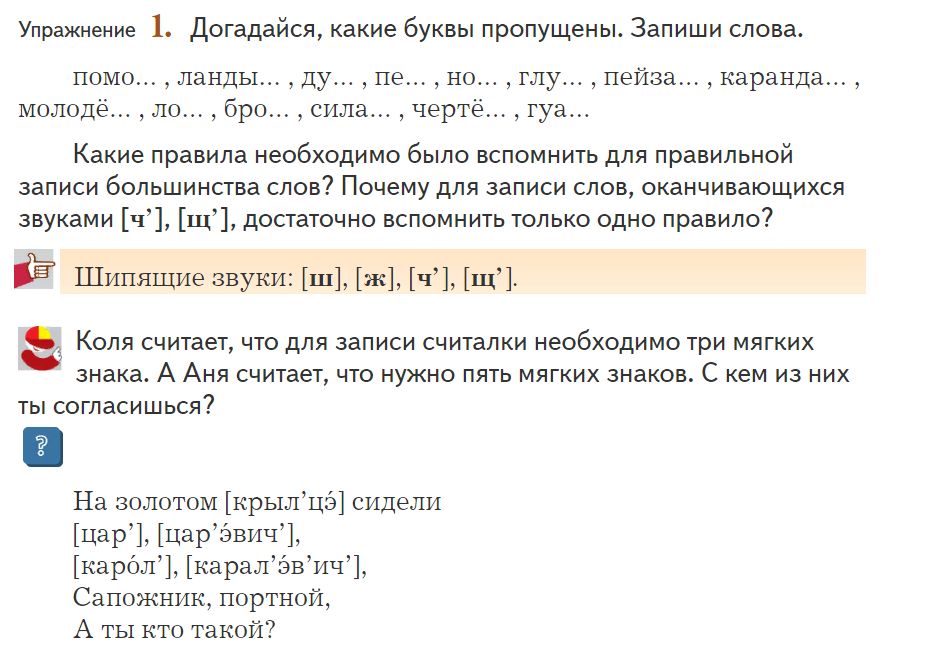 Упражнение 1. Догадайся, какие буквы пропущены. Запиши слова.
помо... , ланды... , ду... , пе... , но... , глу... , пейза... , каранда... ,
молодё... , ло... , бро... , сила... , чертё... , гуа...
Какие правила необходимо было вспомнить для правильной
записи большинства слов? Почему для записи слов, оканчивающихся
звуками [ч’], [щ’], достаточно вспомнить только одно правило?
Шипящие звуки: [ш], [ж], [ч’], [щ’].
Коля считает, что для записи считалки необходимо три мягких
знака. А Аня считает, что нужно пять мягких знаков. С кем из них
ты согласишься?
?
На золотом [крыл’цэ́] сидели
[цар’], [цар’э́вич’],
[каро́л’], [карал’э́в’ич’],
Сапожник, портной,
А ты кто такой?